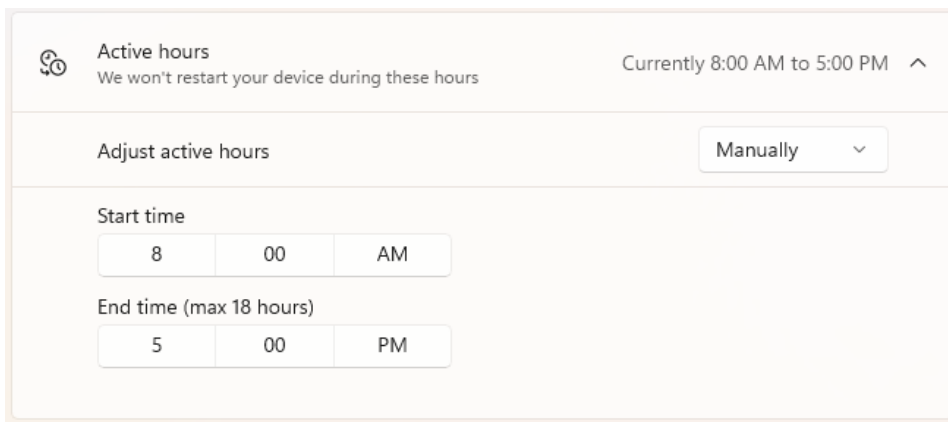 Active hours
We won't restart your device during these hours
Currently 8:00 AM to 5:00 PM
Adjust active hours
Manually
Start time
8 00 AM
End time (max 18 hours)
5 00 PM